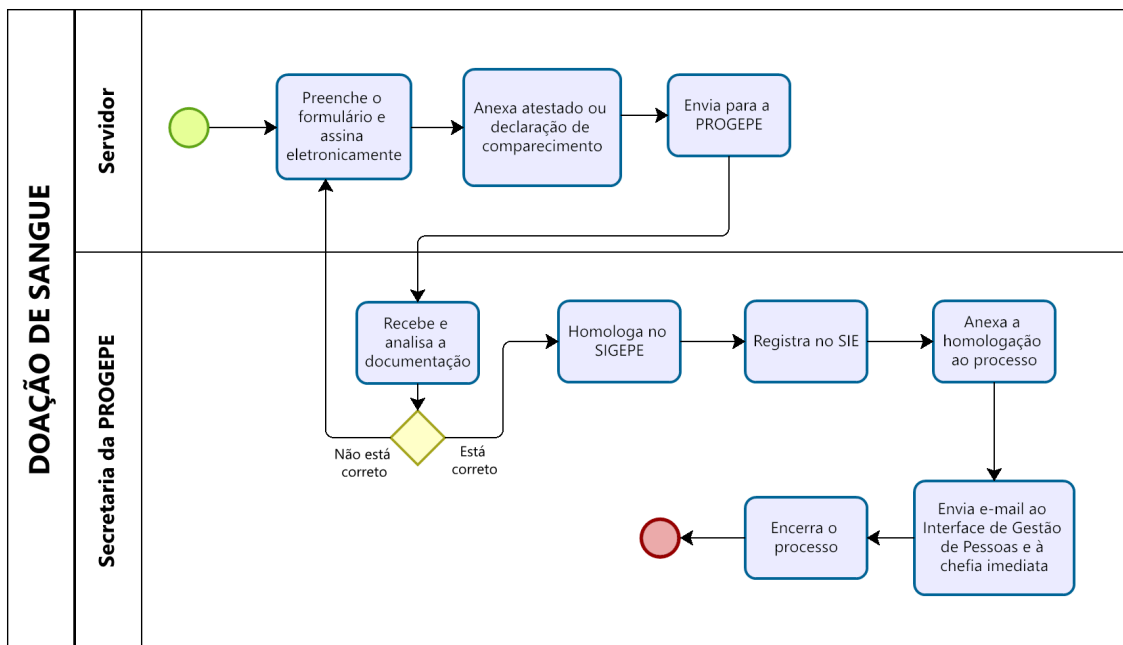 DOAÇÃO DE SANGUE
Servidor
Preenche o
formulário e
assina
eletronicamente
Anexa atestado ou
declaração de
comparecimento
Envia para a
PROGEPE
Secretaria da PROGEPE
Recebe e
analisa a
documentação
Não está
correto
Está
correto
Homologa no
SIGEPE
Registra no SIE
Anexa a
homologação
ao processo
Envia e-mail ao
Interface de Gestão
de Pessoas e à
chefia imediata
Encerra o
processo